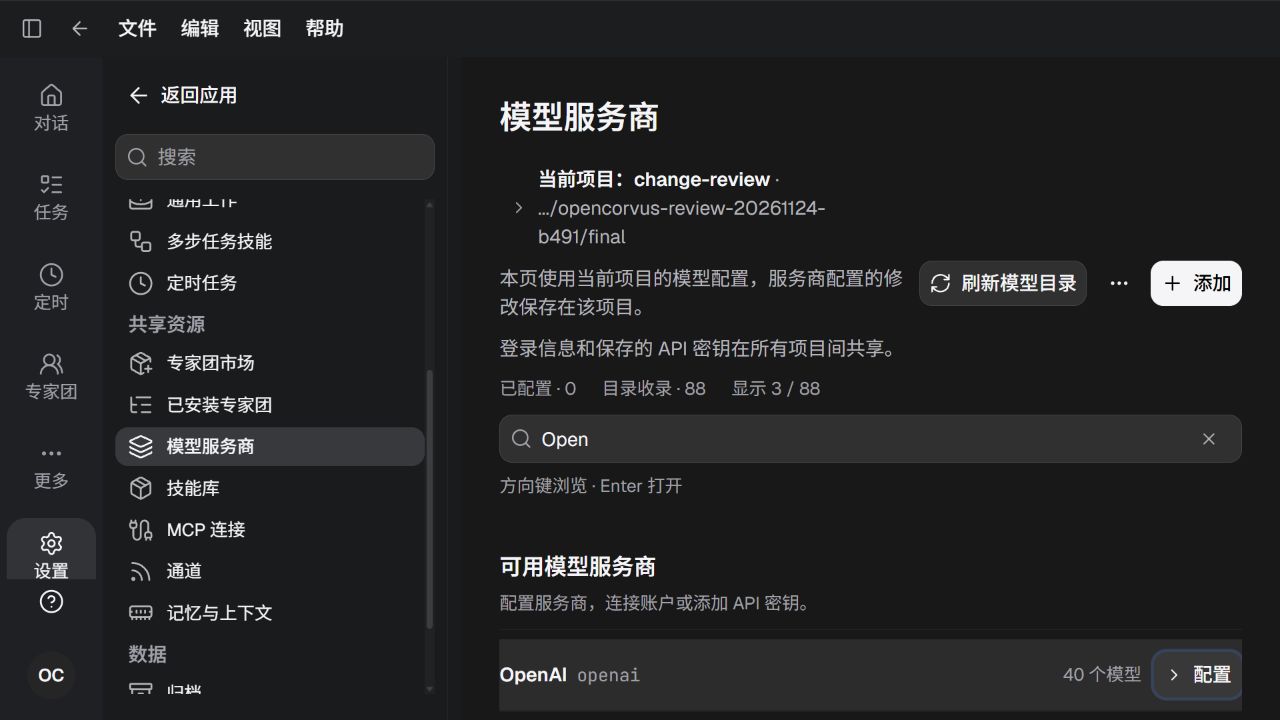 文件 编辑 视图 帮助
对话
任务
定时
专家团
更多
设置
OC
返回应用
搜索
通用工作
多步任务技能
定时任务
共享资源
专家团市场
已安装专家团
模型服务商
技能库
MCP 连接
通道
记忆与上下文
数据
归档
模型服务商
当前项目：change-review ·
.../opencorvus-review-20261124-
b491/final
本页使用当前项目的模型配置，服务商配置的修
改保存在该项目。
刷新模型目录
添加
登录信息和保存的 API 密钥在所有项目间共享。
已配置 · 0 目录收录 · 88 显示 3 / 88
Open
方向键浏览 · Enter 打开
可用模型服务商
配置服务商，连接账户或添加 API 密钥。
OpenAI openai 40 个模型 配置